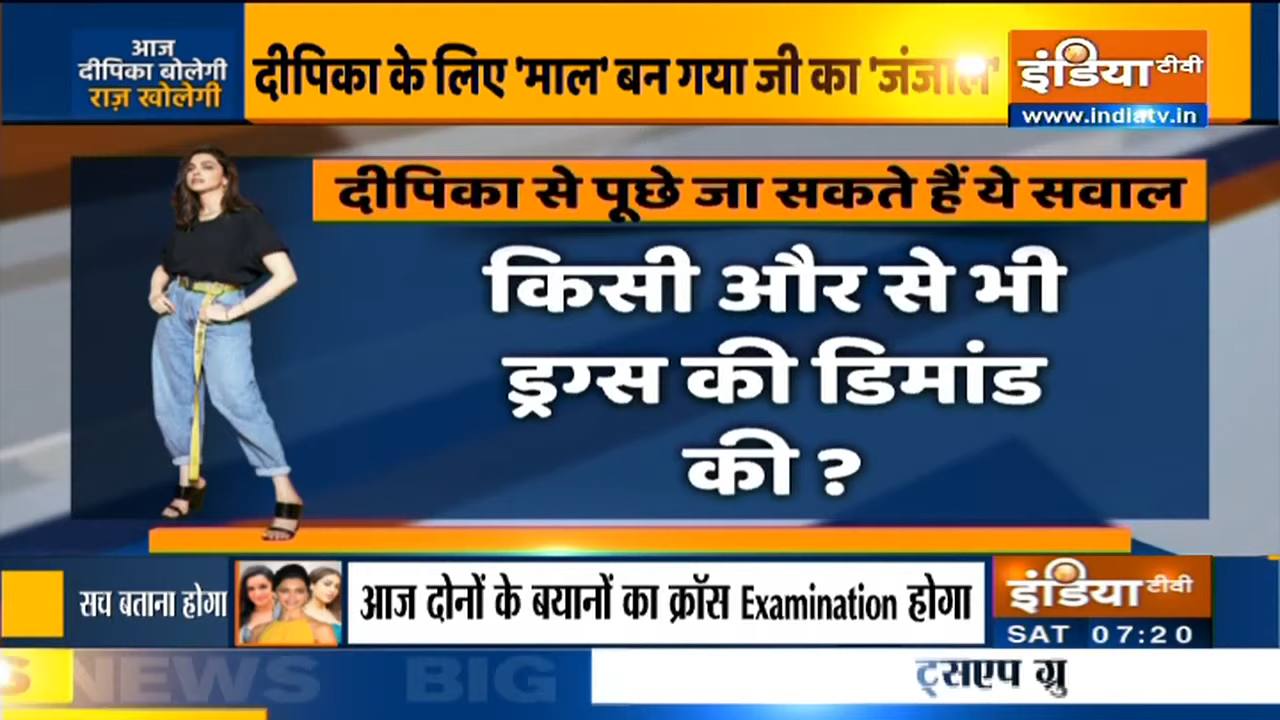 आज
दीपिका बोलेगी
राज़ खोलेगी
दीपिका के लिए 'माल' बन गया जी का 'जंजाल'
इंडिया टीवी
www.indiatv.in
दीपिका से पूछे जा सकते हैं ये सवाल
किसी और से भी
ड्रग्स की डिमांड
की ?
सच बताना होगा
आज दोनों के बयानों का क्रॉस Examination होगा
इंडिया टीवी
SAT 07:20
S NEWS BIG
ट्सएप ग्रु